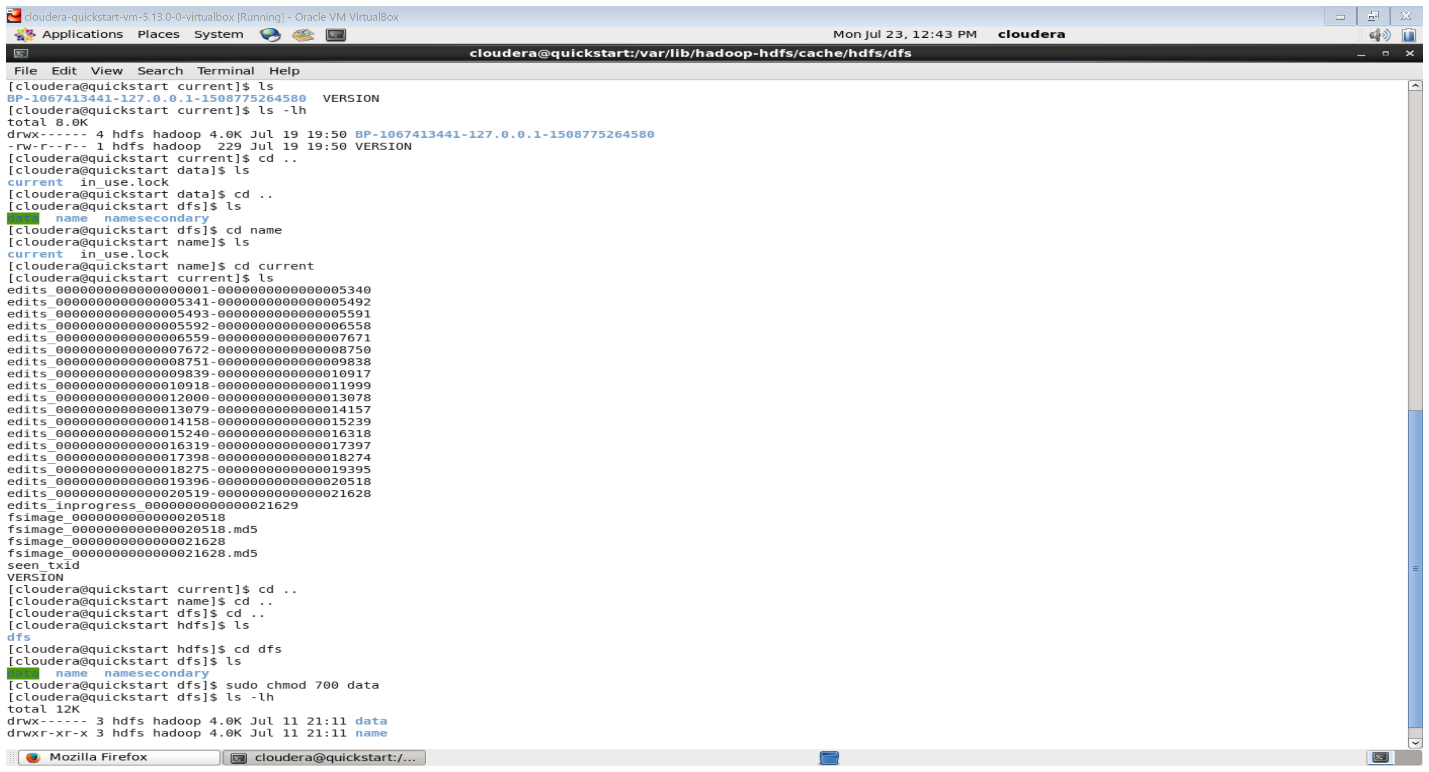 cloudera-quickstart-vm-5.13.0-0-virtualbox [Running] - Oracle VM VirtualBox
Applications Places System Mon Jul 23, 12:43 PM cloudera
cloudera@quickstart:/var/lib/hadoop-hdfs/cache/hdfs/dfs
File Edit View Search Terminal Help
[cloudera@quickstart current]$ ls
BP-1067413441-127.0.0.1-1508775264580 VERSION
[cloudera@quickstart current]$ ls -lh
total 8.0K
drwx------ 4 hdfs hadoop 4.0K Jul 19 19:50 BP-1067413441-127.0.0.1-1508775264580
-rw-r--r-- 1 hdfs hadoop 229 Jul 19 19:50 VERSION
[cloudera@quickstart current]$ cd ..
[cloudera@quickstart data]$ ls
current in_use.lock
[cloudera@quickstart data]$ cd ..
[cloudera@quickstart dfs]$ ls
data name namesecondary
[cloudera@quickstart dfs]$ cd name
[cloudera@quickstart name]$ ls
current in_use.lock
[cloudera@quickstart name]$ cd current
[cloudera@quickstart current]$ ls
edits_0000000000000000001-0000000000000005340
edits_0000000000000005341-0000000000000005492
edits_0000000000000005493-0000000000000005591
edits_0000000000000005592-0000000000000006558
edits_0000000000000006559-0000000000000007671
edits_0000000000000007672-0000000000000008750
edits_0000000000000008751-0000000000000009838
edits_0000000000000009839-0000000000000010917
edits_0000000000000010918-0000000000000011999
edits_0000000000000012000-0000000000000013078
edits_0000000000000013079-0000000000000014157
edits_0000000000000014158-0000000000000015239
edits_0000000000000015240-0000000000000016318
edits_0000000000000016319-0000000000000017397
edits_0000000000000017398-0000000000000018274
edits_0000000000000018275-0000000000000019395
edits_0000000000000019396-0000000000000020518
edits_0000000000000020519-0000000000000021628
edits_inprogress_0000000000000021629
fsimage_0000000000000020518
fsimage_0000000000000020518.md5
fsimage_0000000000000021628
fsimage_0000000000000021628.md5
seen_txid
VERSION
[cloudera@quickstart current]$ cd ..
[cloudera@quickstart name]$ cd ..
[cloudera@quickstart dfs]$ cd ..
[cloudera@quickstart hdfs]$ ls
dfs
[cloudera@quickstart hdfs]$ cd dfs
[cloudera@quickstart dfs]$ ls
data name namesecondary
[cloudera@quickstart dfs]$ sudo chmod 700 data
[cloudera@quickstart dfs]$ ls -lh
total 12K
drwx------ 3 hdfs hadoop 4.0K Jul 11 21:11 data
drwxr-xr-x 3 hdfs hadoop 4.0K Jul 11 21:11 name
Mozilla Firefox cloudera@quickstart:/...